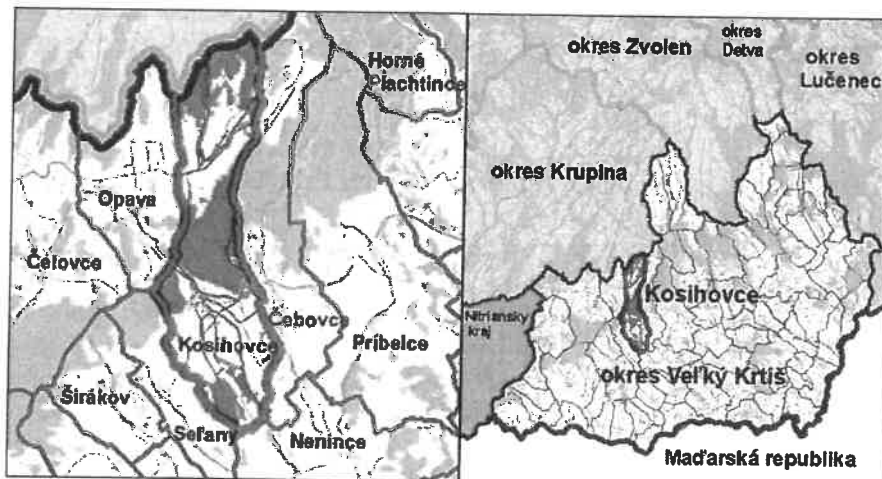 Horné
Plachtince
Opava
Čelovce
Kosihovce
Čebovce
Príbelce
Širákov
Seľany
Nenince
okres Zvolen
okres
Detva
okres
Lučenec
okres Krupina
Kosihovce
Nitriansky
kraj
okres Veľký Krtíš
Maďarská republika